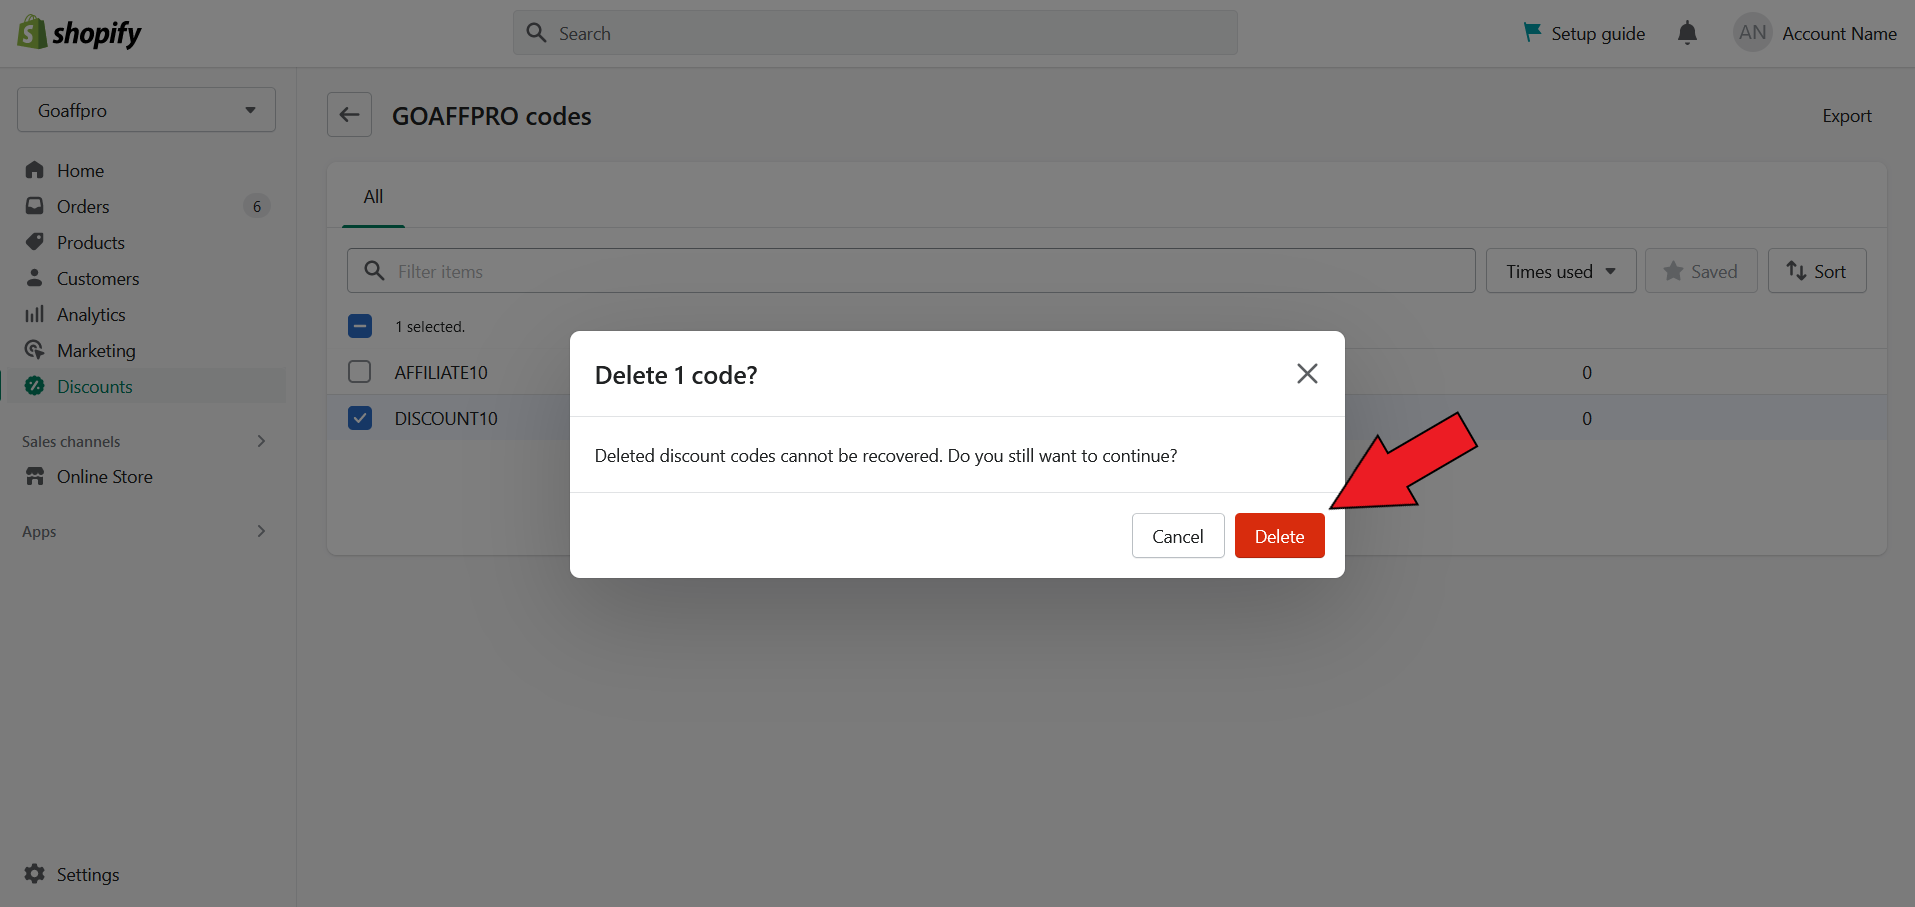 shopify
Search
Setup guide
AN
Account Name
Goaffpro
Home
Orders 6
Products
Customers
Analytics
Marketing
Discounts
Sales channels
Online Store
Apps
Settings
GOAFFPRO codes
Export
All
Filter items
Times used
Saved
Sort
1 selected.
AFFILIATE10 0
DISCOUNT10 0
Delete 1 code?
Deleted discount codes cannot be recovered. Do you still want to continue?
Cancel
Delete